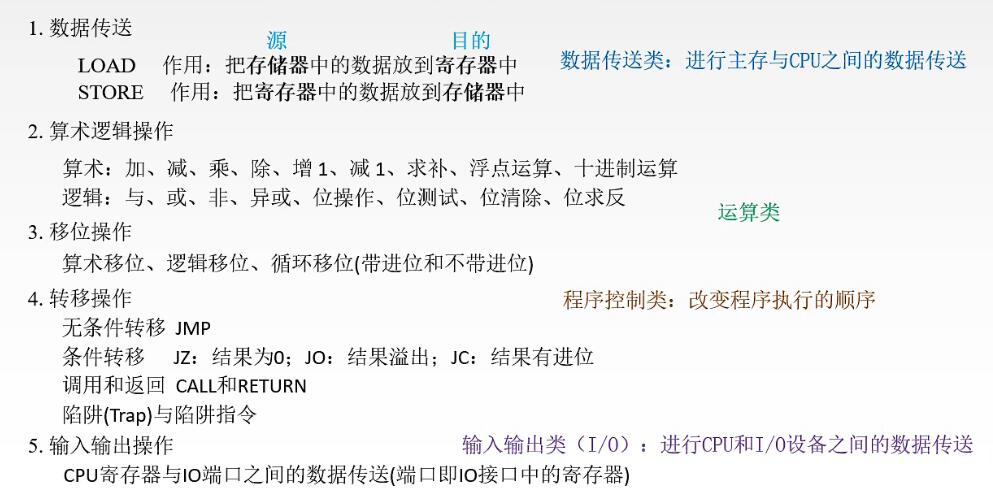 1. 数据传送
源 目的
LOAD 作用：把存储器中的数据放到寄存器中 数据传送类：进行主存与CPU之间的数据传送
STORE 作用：把寄存器中的数据放到存储器中
2. 算术逻辑操作
算术：加、减、乘、除、增 1、减 1、求补、浮点运算、十进制运算
逻辑：与、或、非、异或、位操作、位测试、位清除、位求反
运算类
3. 移位操作
算术移位、逻辑移位、循环移位(带进位和不带进位)
4. 转移操作 程序控制类：改变程序执行的顺序
无条件转移 JMP
条件转移 JZ：结果为0；JO：结果溢出；JC：结果有进位
调用和返回 CALL和RETURN
陷阱(Trap)与陷阱指令
5. 输入输出操作 输入输出类（I/O）：进行CPU和I/O设备之间的数据传送
CPU寄存器与IO端口之间的数据传送(端口即IO接口中的寄存器)